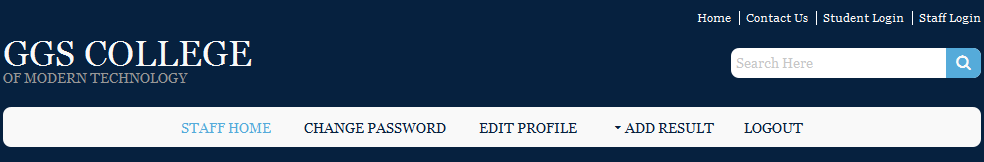 Home Contact Us Student Login Staff Login
GGS COLLEGE
OF MODERN TECHNOLOGY
Search Here
STAFF HOME CHANGE PASSWORD EDIT PROFILE ADD RESULT LOGOUT